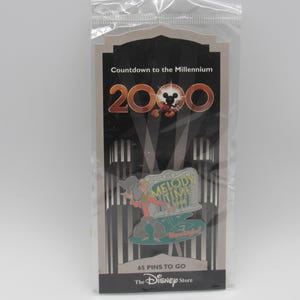 Countdown to the Millennium
2000
MELODY
TIME
65 PINS TO GO
The Disney Store